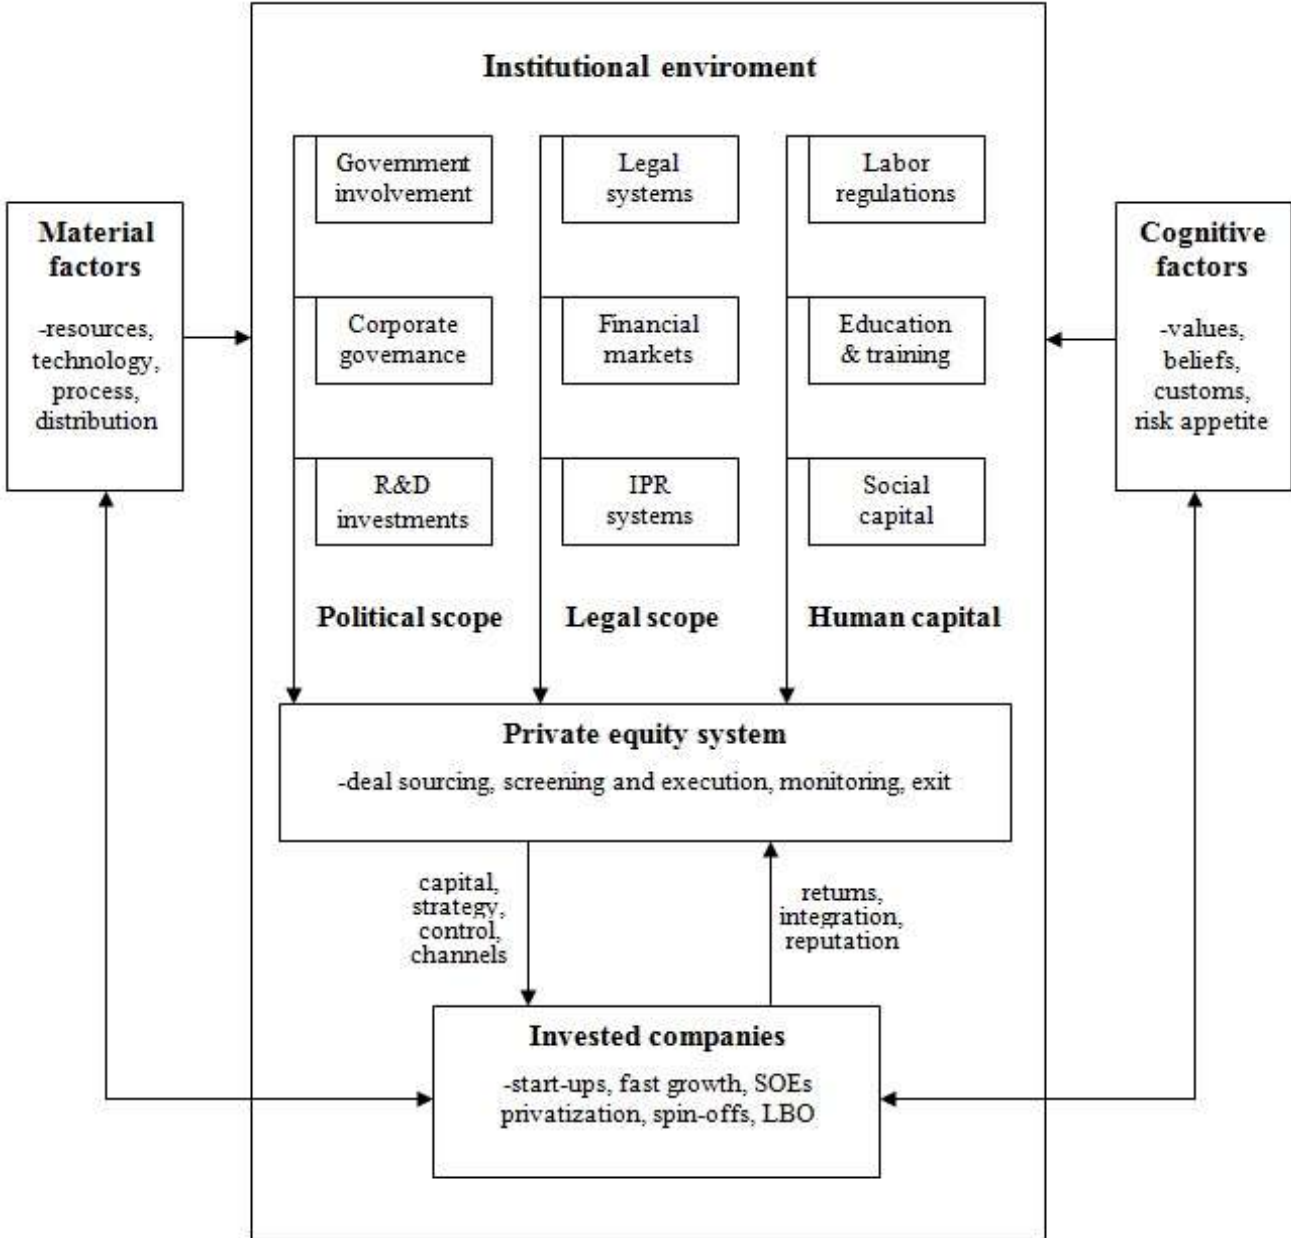 Institutional enviroment
Government
involvement
Legal
systems
Labor
regulations
Material
factors
-resources,
technology,
process,
distribution
Corporate
governance
Financial
markets
Education
& training
Cognitive
factors
-values,
beliefs,
customs,
risk appetite
R&D
investments
IPR
systems
Social
capital
Political scope
Legal scope
Human capital
Private equity system
-deal sourcing, screening and execution, monitoring, exit
capital,
strategy,
control,
channels
returns,
integration,
reputation
Invested companies
-start-ups, fast growth, SOEs
privatization, spin-offs, LBO